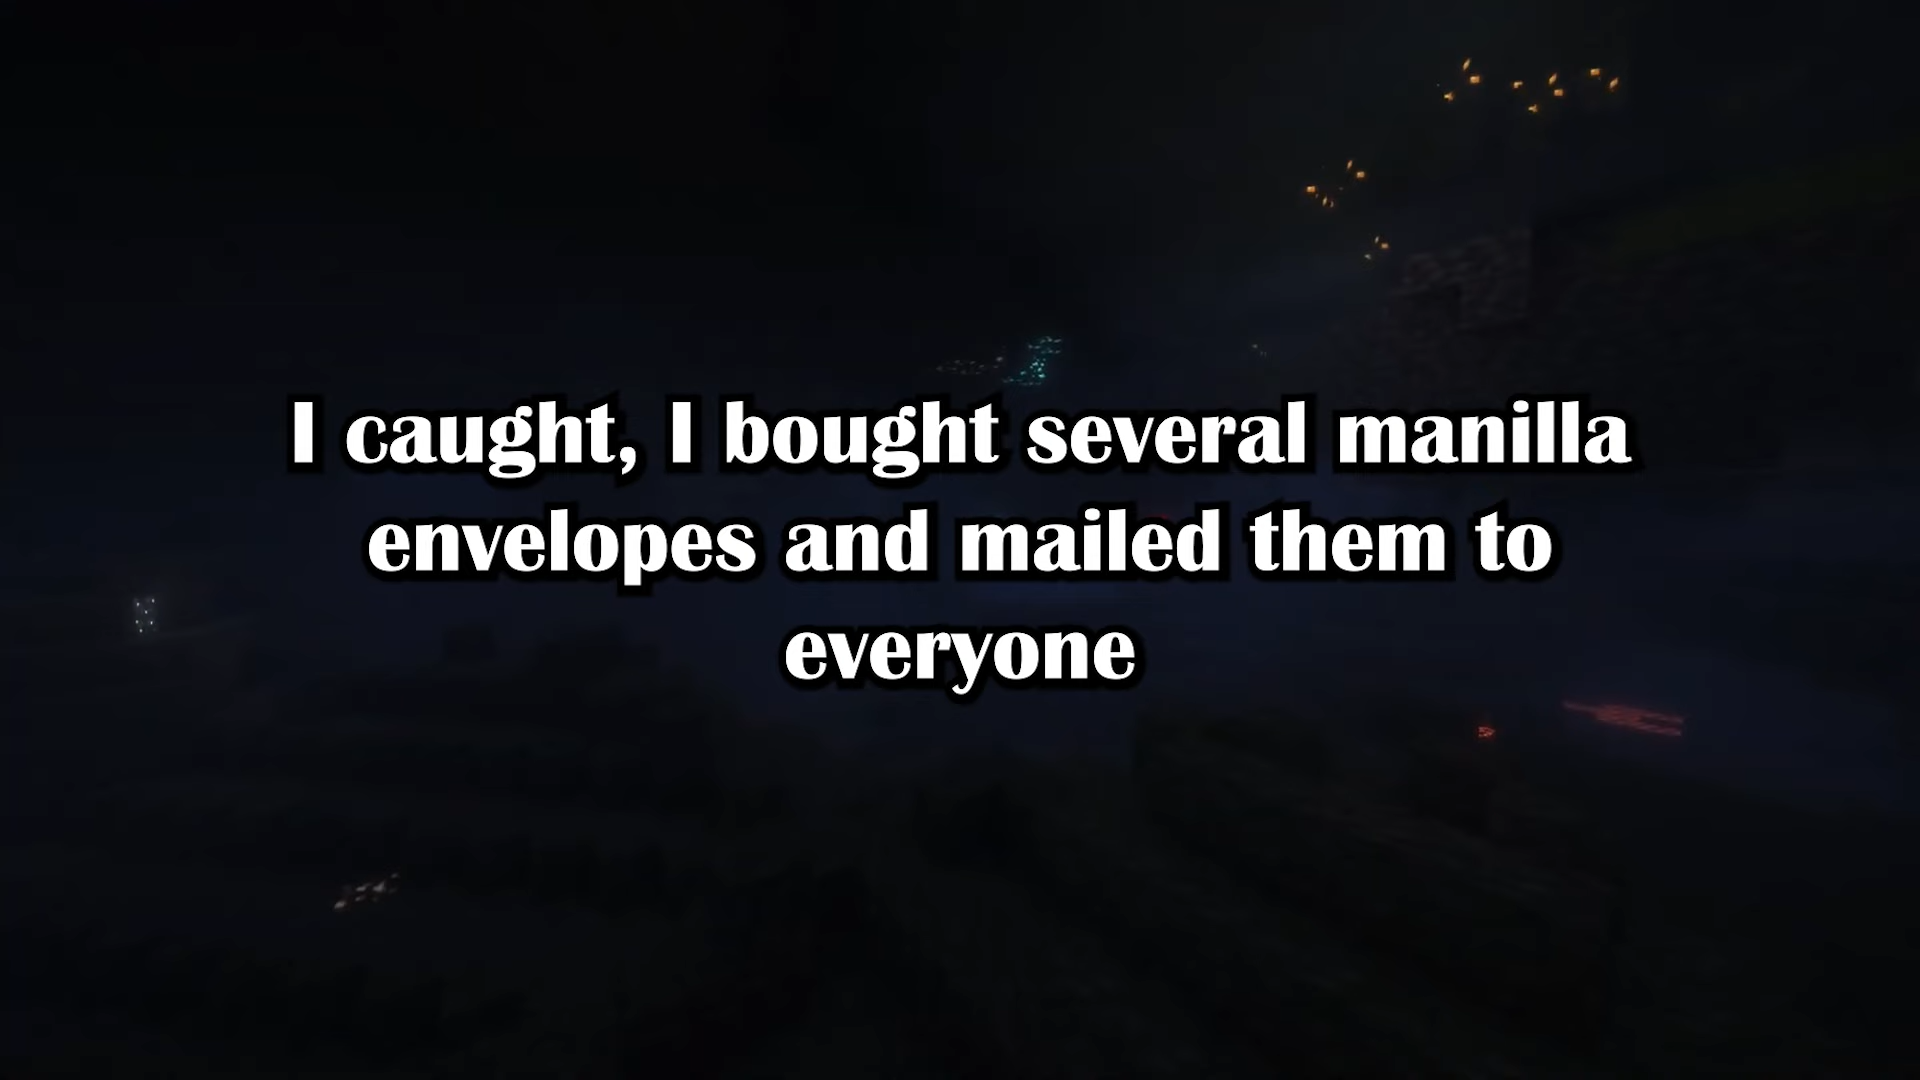 I caught, I bought several manilla
envelopes and mailed them to
everyone